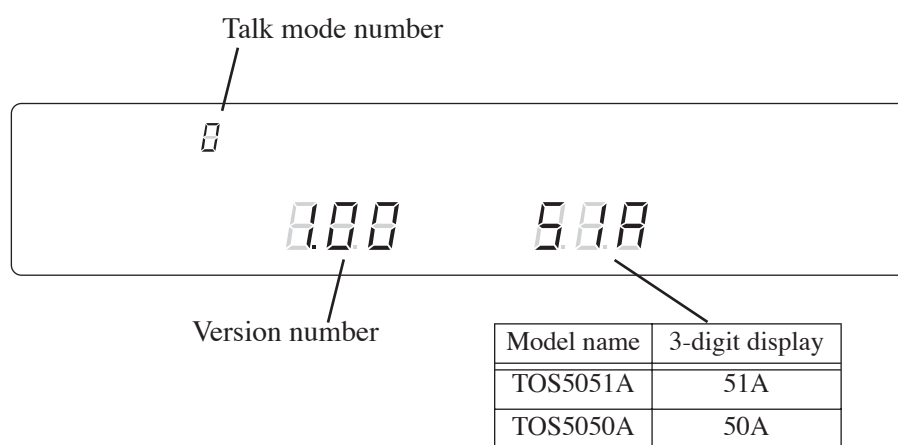 Talk mode number
0
1.00 51A
Version number
Model name 3-digit display
TOS5051A 51A
TOS5050A 50A